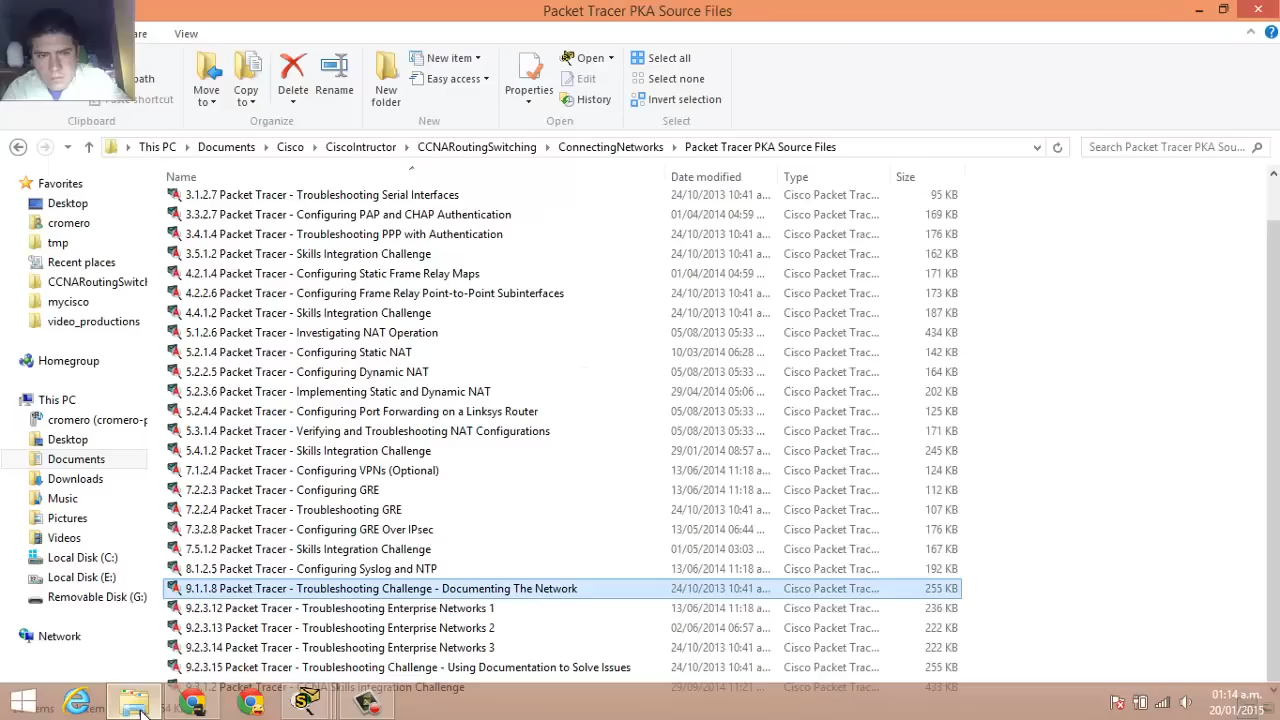 Packet Tracer PKA Source Files
are View
Move to Copy to Delete Rename New folder New item Easy access Properties Open Edit History Select all Select none Invert selection
path
shortcut
Clipboard Organize New Open Select
This PC Documents Cisco CiscoInstructor CCNARoutingSwitching ConnectingNetworks Packet Tracer PKA Source Files Search Packet Tracer PKA Sou...
Name Date modified Type Size
Favorites
Desktop
cromero
tmp
Recent places
CCNARoutingSwitch
mycisco
video_productions
Homegroup
This PC
cromero (cromero-p
Desktop
Documents
Downloads
Music
Pictures
Videos
Local Disk (C:)
Local Disk (E:)
Removable Disk (G:)
Network
3.1.2.7 Packet Tracer - Troubleshooting Serial Interfaces 24/10/2013 10:41 a... Cisco Packet Trac... 95 KB
3.3.2.7 Packet Tracer - Configuring PAP and CHAP Authentication 01/04/2014 04:59 ... Cisco Packet Trac... 169 KB
3.4.1.4 Packet Tracer - Troubleshooting PPP with Authentication 24/10/2013 10:41 a... Cisco Packet Trac... 176 KB
3.5.1.2 Packet Tracer - Skills Integration Challenge 24/10/2013 10:41 a... Cisco Packet Trac... 162 KB
4.2.1.4 Packet Tracer - Configuring Static Frame Relay Maps 01/04/2014 04:59 ... Cisco Packet Trac... 171 KB
4.2.2.6 Packet Tracer - Configuring Frame Relay Point-to-Point Subinterfaces 24/10/2013 10:41 a... Cisco Packet Trac... 173 KB
4.4.1.2 Packet Tracer - Skills Integration Challenge 24/10/2013 10:41 a... Cisco Packet Trac... 187 KB
5.1.2.6 Packet Tracer - Investigating NAT Operation 05/08/2013 05:33 ... Cisco Packet Trac... 434 KB
5.2.1.4 Packet Tracer - Configuring Static NAT 10/03/2014 06:28 ... Cisco Packet Trac... 142 KB
5.2.2.5 Packet Tracer - Configuring Dynamic NAT 05/08/2013 05:33 ... Cisco Packet Trac... 164 KB
5.2.3.6 Packet Tracer - Implementing Static and Dynamic NAT 29/04/2014 05:06 ... Cisco Packet Trac... 202 KB
5.2.4.4 Packet Tracer - Configuring Port Forwarding on a Linksys Router 05/08/2013 05:33 ... Cisco Packet Trac... 125 KB
5.3.1.4 Packet Tracer - Verifying and Troubleshooting NAT Configurations 05/08/2013 05:33 ... Cisco Packet Trac... 171 KB
5.4.1.2 Packet Tracer - Skills Integration Challenge 29/01/2014 08:57 a... Cisco Packet Trac... 245 KB
7.1.2.4 Packet Tracer - Configuring VPNs (Optional) 13/06/2014 11:18 a... Cisco Packet Trac... 124 KB
7.2.2.3 Packet Tracer - Configuring GRE 13/06/2014 11:18 a... Cisco Packet Trac... 112 KB
7.2.2.4 Packet Tracer - Troubleshooting GRE 24/10/2013 10:41 a... Cisco Packet Trac... 107 KB
7.3.2.8 Packet Tracer - Configuring GRE Over IPsec 13/05/2014 06:44 ... Cisco Packet Trac... 176 KB
7.5.1.2 Packet Tracer - Skills Integration Challenge 01/05/2014 03:03 ... Cisco Packet Trac... 167 KB
8.1.2.5 Packet Tracer - Configuring Syslog and NTP 13/06/2014 11:18 a... Cisco Packet Trac... 192 KB
9.1.1.8 Packet Tracer - Troubleshooting Challenge - Documenting The Network 24/10/2013 10:41 a... Cisco Packet Trac... 255 KB
9.2.3.12 Packet Tracer - Troubleshooting Enterprise Networks 1 13/06/2014 11:18 a... Cisco Packet Trac... 236 KB
9.2.3.13 Packet Tracer - Troubleshooting Enterprise Networks 2 02/06/2014 06:57 a... Cisco Packet Trac... 222 KB
9.2.3.14 Packet Tracer - Troubleshooting Enterprise Networks 3 24/10/2013 10:41 a... Cisco Packet Trac... 222 KB
9.2.3.15 Packet Tracer - Troubleshooting Challenge - Using Documentation to Solve Issues 24/10/2013 10:41 a... Cisco Packet Trac... 255 KB
9.3.1.2 - CCNA Skills Integration Challenge 29/09/2014 11:21 ... Cisco Packet Trac... 433 KB
01:14 a.m.
20/01/2015